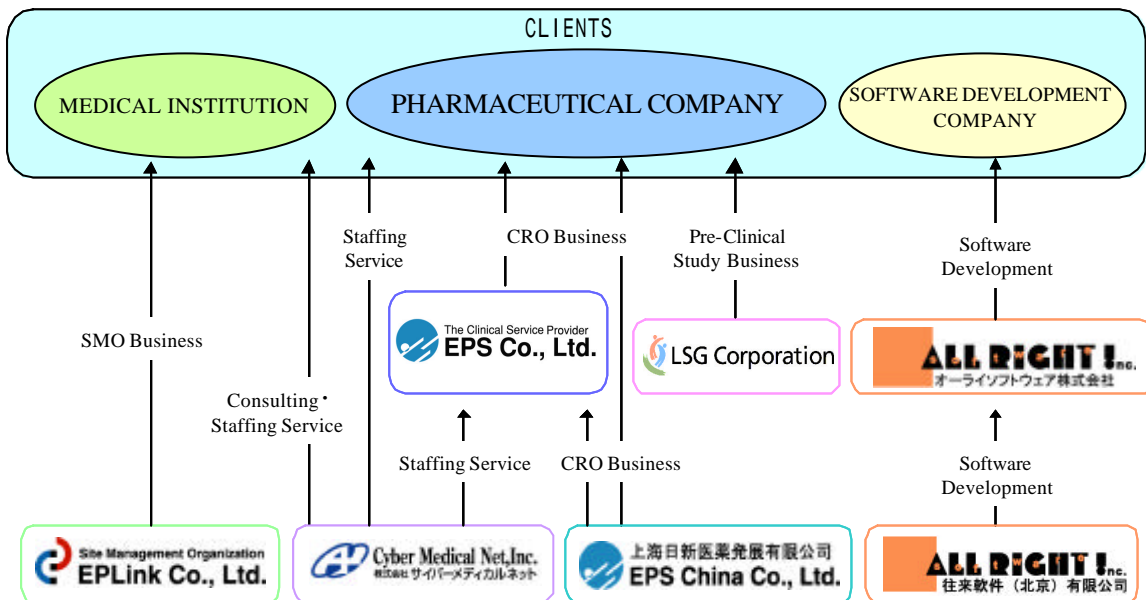 CLIENTS
MEDICAL INSTITUTION
PHARMACEUTICAL COMPANY
SOFTWARE DEVELOPMENT
COMPANY
Staffing
Service
CRO Business
Pre-Clinical
Study Business
Software
Development
SMO Business
The Clinical Service Provider
EPS Co., Ltd.
LSG Corporation
ALL RIGHT!nc.
オーライソフトウェア株式会社
Consulting・
Staffing Service
Staffing Service
CRO Business
Software
Development
Site Management Organization
EPLink Co., Ltd.
Cyber Medical Net,Inc.
株式会社 サイバーメディカルネット
上海日新医薬発展有限公司
EPS China Co., Ltd.
ALL RIGHT!nc.
往来軟件（北京）有限公司